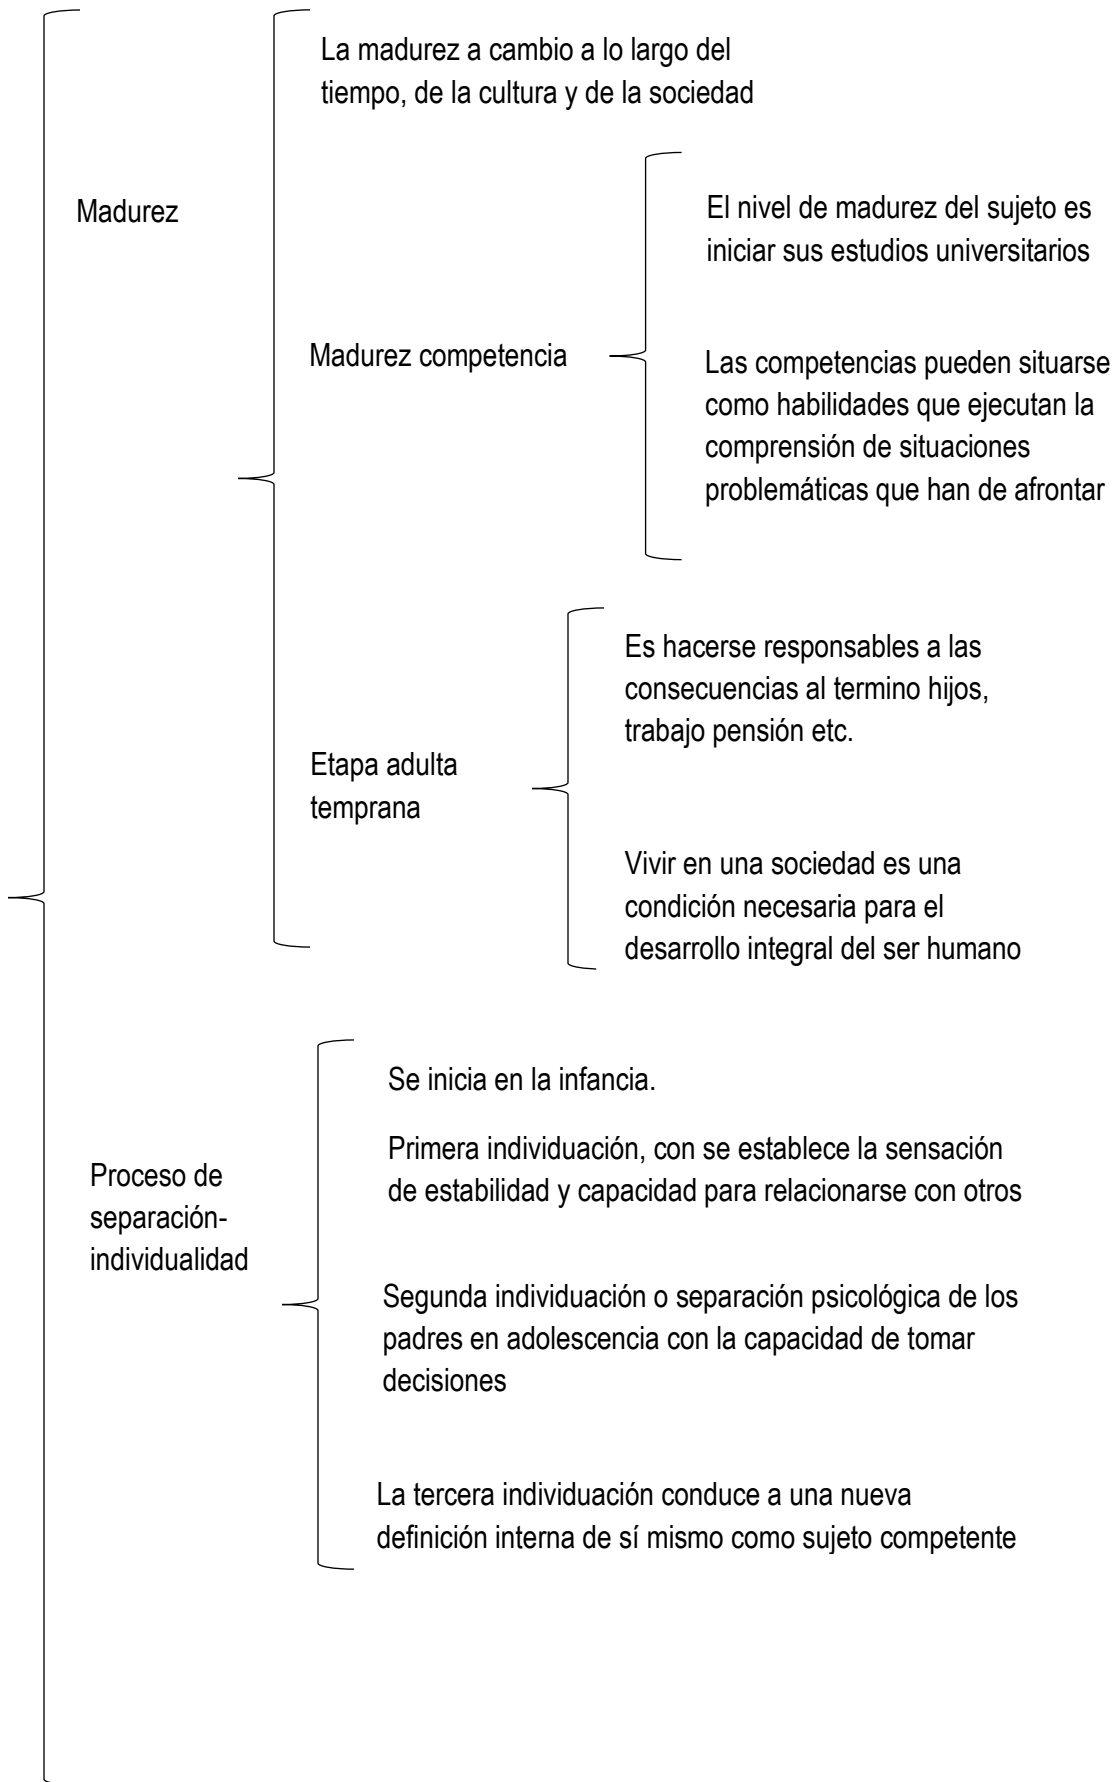 La madurez a cambio a lo largo del
tiempo, de la cultura y de la sociedad
Madurez
El nivel de madurez del sujeto es
iniciar sus estudios universitarios
Madurez competencia
Las competencias pueden situarse
como habilidades que ejecutan la
comprensión de situaciones
problemáticas que han de afrontar
Es hacerse responsables a las
consecuencias al termino hijos,
trabajo pensión etc.
Etapa adulta
temprana
Vivir en una sociedad es una
condición necesaria para el
desarrollo integral del ser humano
Se inicia en la infancia.
Primera individuación, con se establece la sensación
de estabilidad y capacidad para relacionarse con otros
Proceso de
separación-
individualidad
Segunda individuación o separación psicológica de los
padres en adolescencia con la capacidad de tomar
decisiones
La tercera individuación conduce a una nueva
definición interna de sí mismo como sujeto competente